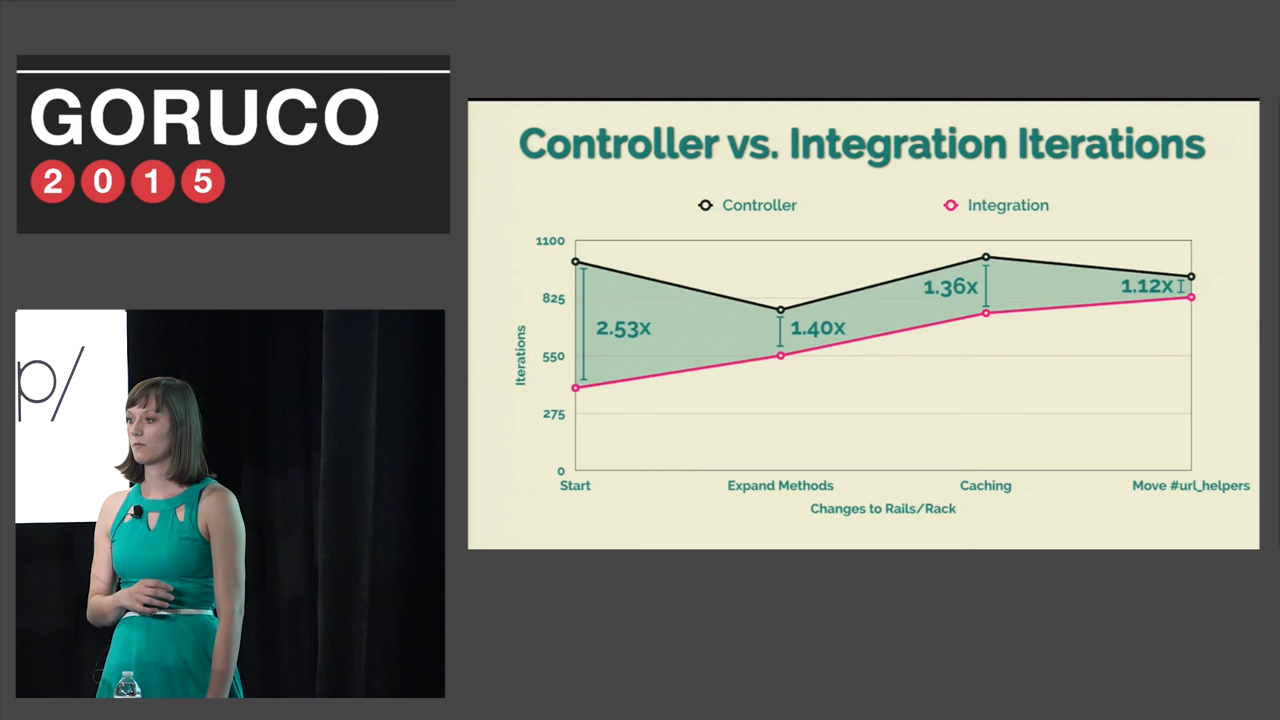 GORUCO
2 0 1 5
p/
Controller vs. Integration Iterations
Controller
Integration
1100
825
550
275
0
Iterations
2.53x
1.40x
1.36x
1.12x
Start
Expand Methods
Caching
Move #url_helpers
Changes to Rails/Rack